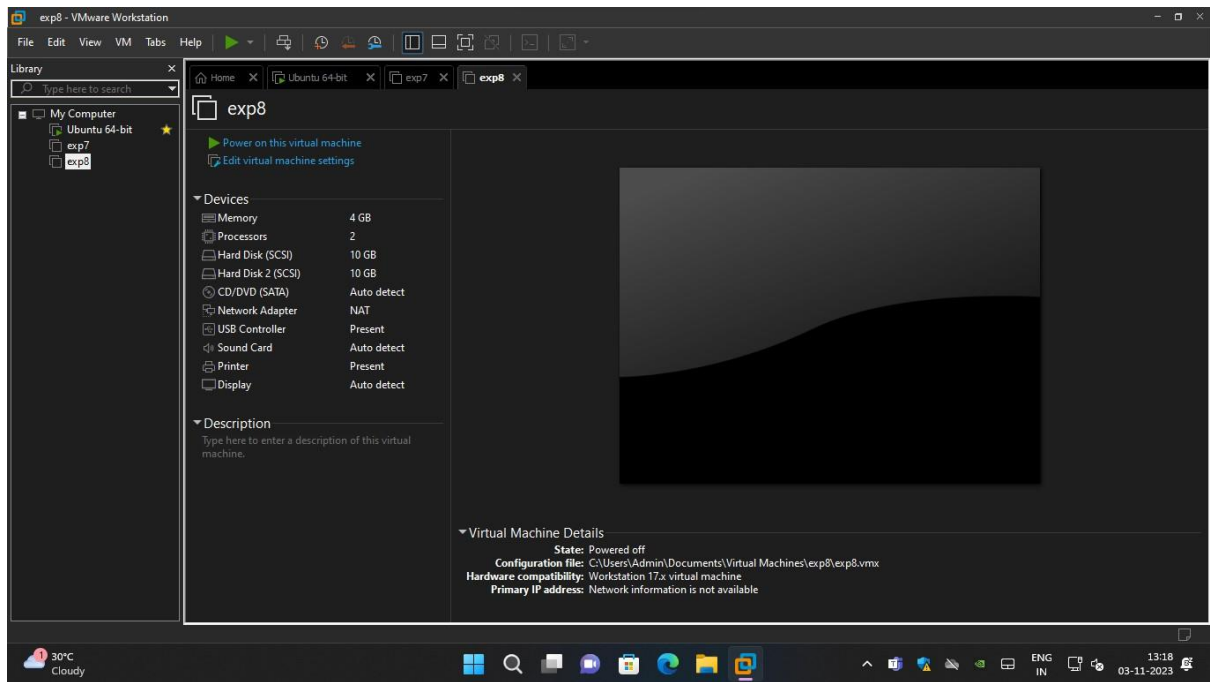 exp8 - VMware Workstation
File Edit View VM Tabs Help
Library
Type here to search
My Computer
Ubuntu 64-bit
exp7
exp8
Home Ubuntu 64-bit exp7 exp8
exp8
Power on this virtual machine
Edit virtual machine settings
Devices
Memory 4 GB
Processors 2
Hard Disk (SCSI) 10 GB
Hard Disk 2 (SCSI) 10 GB
CD/DVD (SATA) Auto detect
Network Adapter NAT
USB Controller Present
Sound Card Auto detect
Printer Present
Display Auto detect
Description
Type here to enter a description of this virtual
machine.
Virtual Machine Details
State: Powered off
Configuration file: C:\Users\Admin\Documents\Virtual Machines\exp8\exp8.vmx
Hardware compatibility: Workstation 17.x virtual machine
Primary IP address: Network information is not available
1
30°C
Cloudy
ENG
IN
13:18
03-11-2023